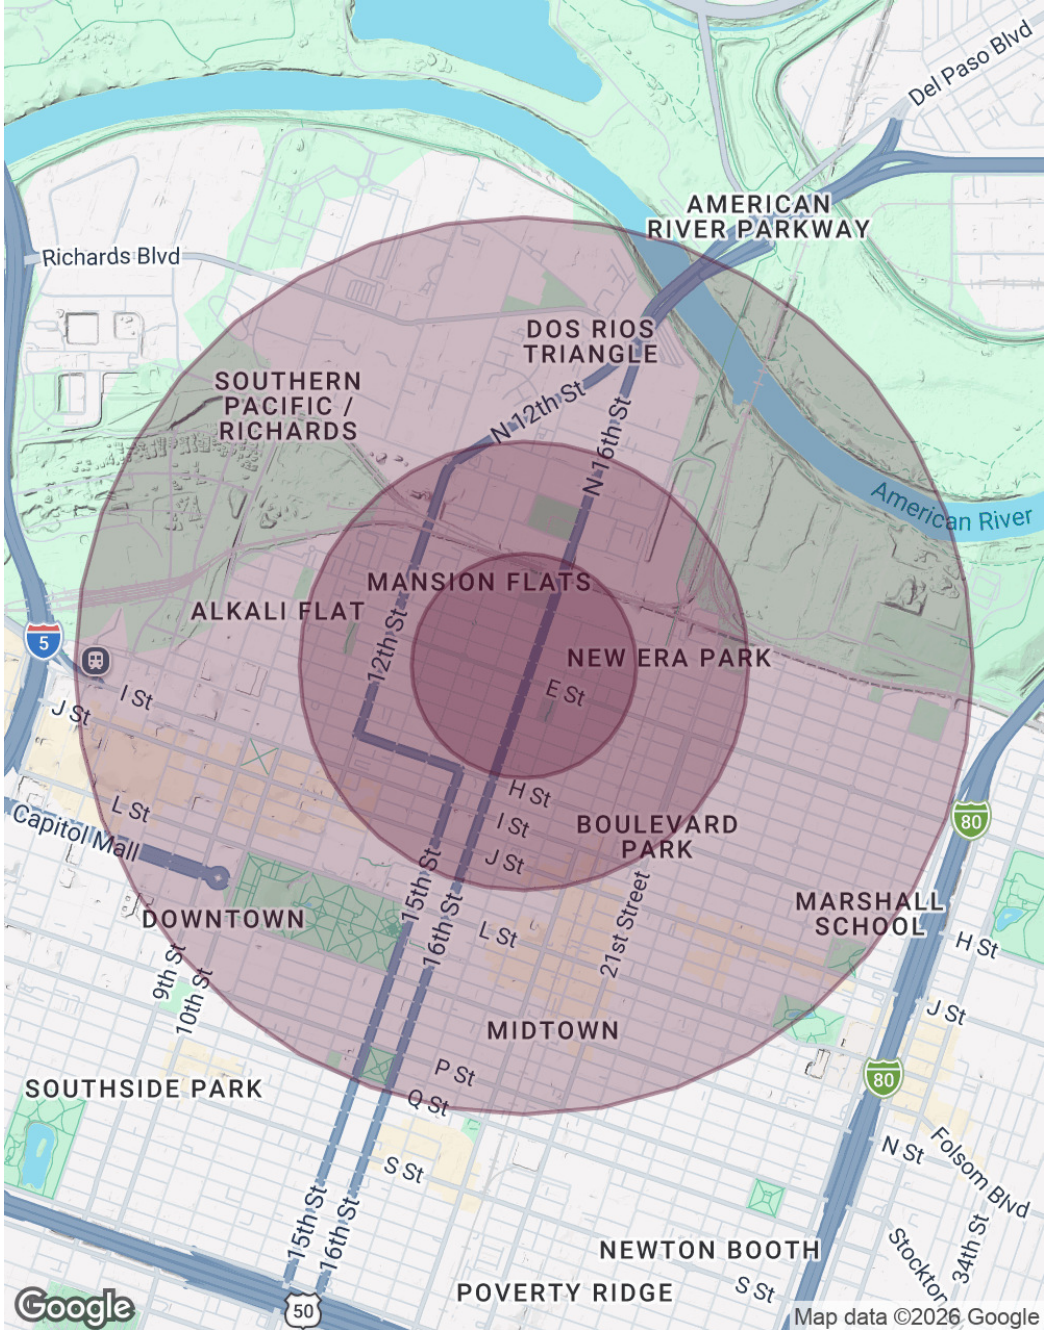 Del Paso Blvd
AMERICAN
RIVER PARKWAY
Richards Blvd
DOS RIOS
TRIANGLE
SOUTHERN
PACIFIC /
RICHARDS
N 12th St
N 16th St
American River
MANSION FLATS
ALKALI FLAT
12th St
5
NEW ERA PARK
E St
I St
J St
H St
I St
J St
L St
Capitol Mall
BOULEVARD
PARK
80
15th St
16th St
21st Street
MARSHALL
SCHOOL
DOWNTOWN
L St
H St
9th St
10th St
J St
MIDTOWN
P St
Q St
80
SOUTHSIDE PARK
S St
N St
Folsom Blvd
15th St
16th St
NEWTON BOOTH
Stockton
34th St
POVERTY RIDGE
S St
50
Google
Map data ©2026 Google